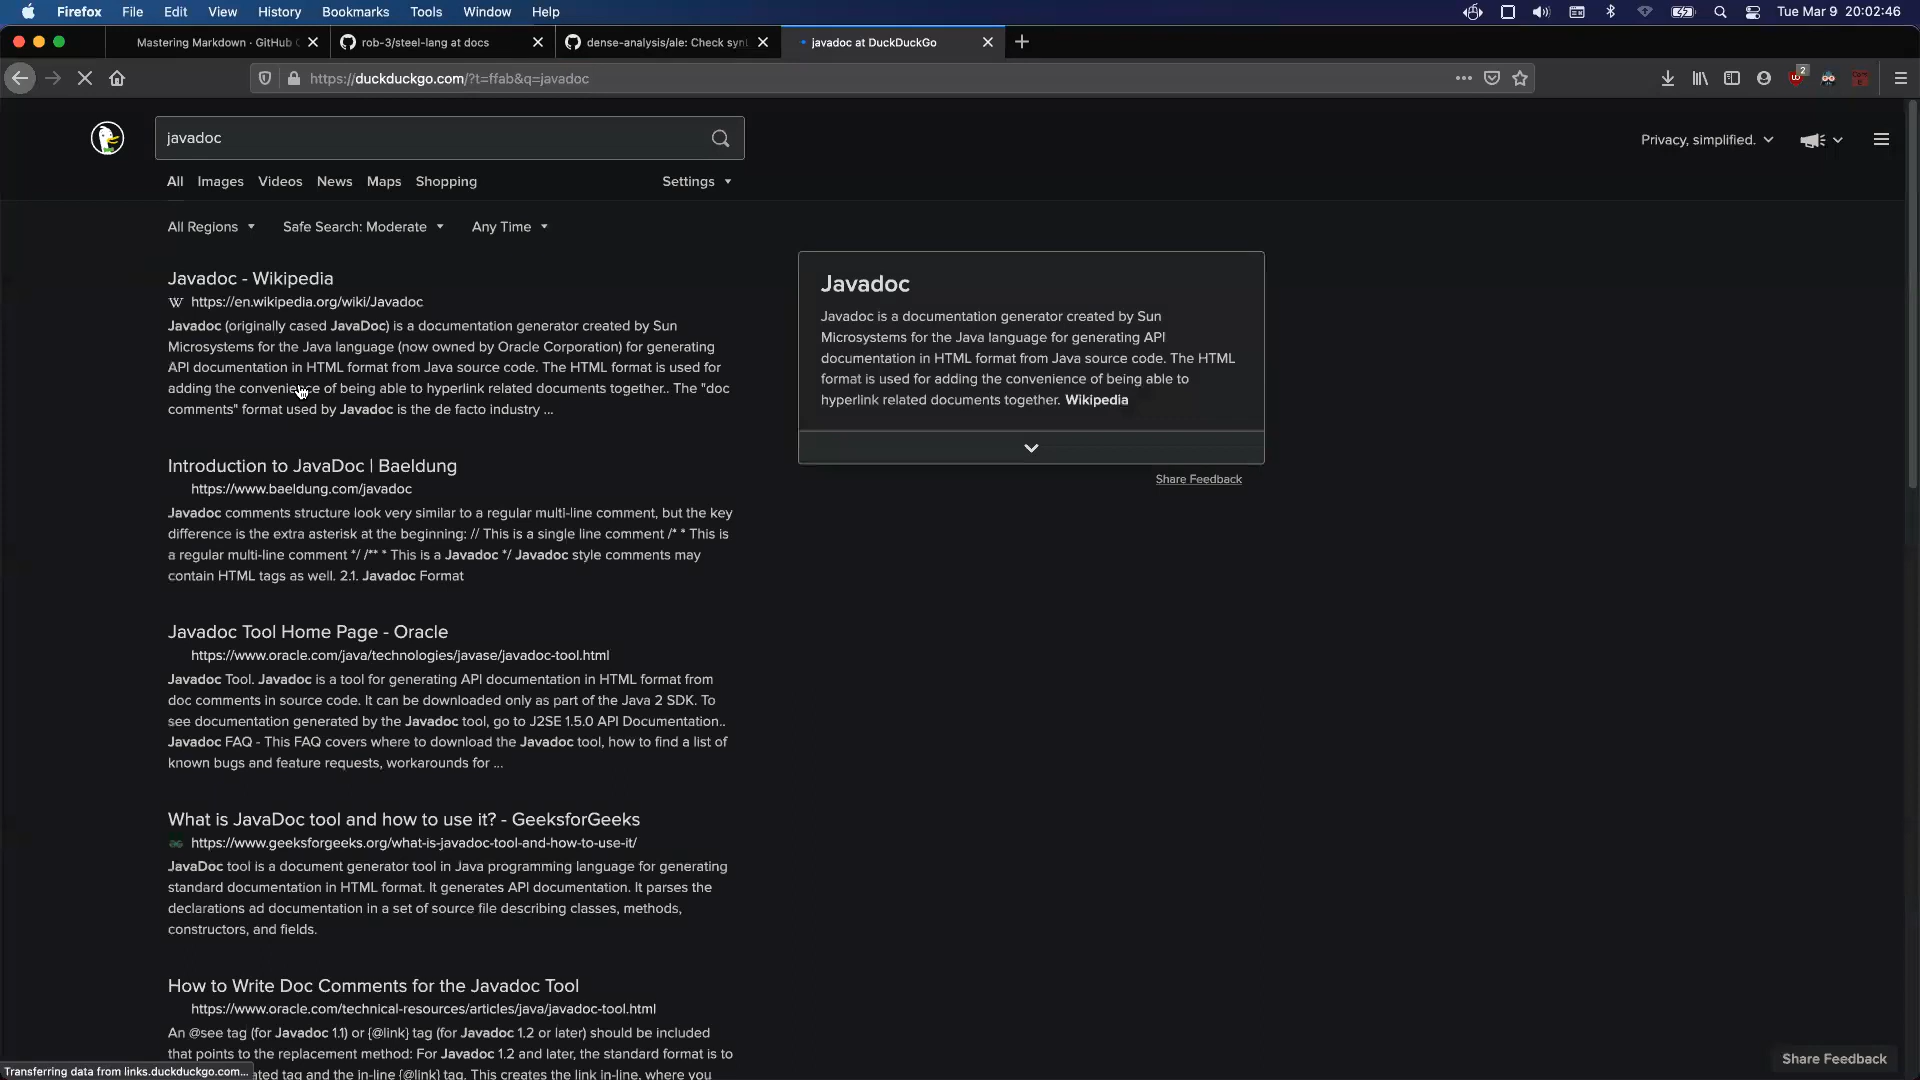 Firefox File Edit View History Bookmarks Tools Window Help Tue Mar 9 20:02:46
Mastering Markdown · GitHub rob-3/steel-lang at docs dense-analysis/ale: Check syn javadoc at DuckDuckGo
https://duckduckgo.com/?t=ffab&q=javadoc
2
javadoc
Privacy, simplified.
All Images Videos News Maps Shopping Settings
All Regions Safe Search: Moderate Any Time
Javadoc - Wikipedia
W https://en.wikipedia.org/wiki/Javadoc
Javadoc (originally cased JavaDoc) is a documentation generator created by Sun
Microsystems for the Java language (now owned by Oracle Corporation) for generating
API documentation in HTML format from Java source code. The HTML format is used for
adding the convenience of being able to hyperlink related documents together.. The "doc
comments" format used by Javadoc is the de facto industry ...
Javadoc
Javadoc is a documentation generator created by Sun
Microsystems for the Java language for generating API
documentation in HTML format from Java source code. The HTML
format is used for adding the convenience of being able to
hyperlink related documents together. Wikipedia
Share Feedback
Introduction to JavaDoc | Baeldung
https://www.baeldung.com/javadoc
Javadoc comments structure look very similar to a regular multi-line comment, but the key
difference is the extra asterisk at the beginning: // This is a single line comment /* * This is
a regular multi-line comment */ /** * This is a Javadoc */ Javadoc style comments may
contain HTML tags as well. 2.1. Javadoc Format
Javadoc Tool Home Page - Oracle
https://www.oracle.com/java/technologies/javase/javadoc-tool.html
Javadoc Tool. Javadoc is a tool for generating API documentation in HTML format from
doc comments in source code. It can be downloaded only as part of the Java 2 SDK. To
see documentation generated by the Javadoc tool, go to J2SE 1.5.0 API Documentation..
Javadoc FAQ - This FAQ covers where to download the Javadoc tool, how to find a list of
known bugs and feature requests, workarounds for ...
What is JavaDoc tool and how to use it? - GeeksforGeeks
https://www.geeksforgeeks.org/what-is-javadoc-tool-and-how-to-use-it/
JavaDoc tool is a document generator tool in Java programming language for generating
standard documentation in HTML format. It generates API documentation. It parses the
declarations ad documentation in a set of source file describing classes, methods,
constructors, and fields.
How to Write Doc Comments for the Javadoc Tool
https://www.oracle.com/technical-resources/articles/java/javadoc-tool.html
An @see tag (for Javadoc 1.1) or {@link} tag (for Javadoc 1.2 or later) should be included
that points to the replacement method: For Javadoc 1.2 and later, the standard format is to
Transferring data from links.duckduckgo.com... ated tag and the in-line {@link} tag. This creates the link in-line, where you
Share Feedback